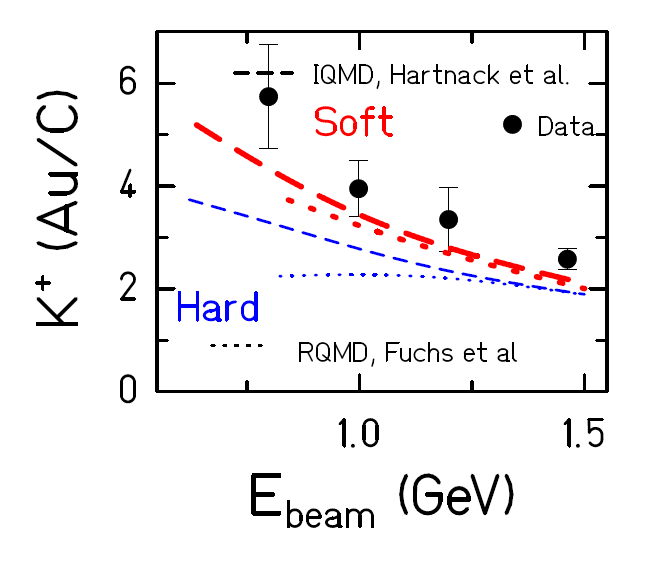 K⁺ (Au/C)
6
4
2
0
IQMD, Hartnack et al.
Soft
Data
Hard
RQMD, Fuchs et al
1.0
1.5
E_beam (GeV)